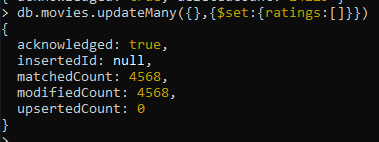 > db.movies.updateMany({},{$set:{ratings:[]}})
{
  acknowledged: true,
  insertedId: null,
  matchedCount: 4568,
  modifiedCount: 4568,
  upsertedCount: 0
}
>